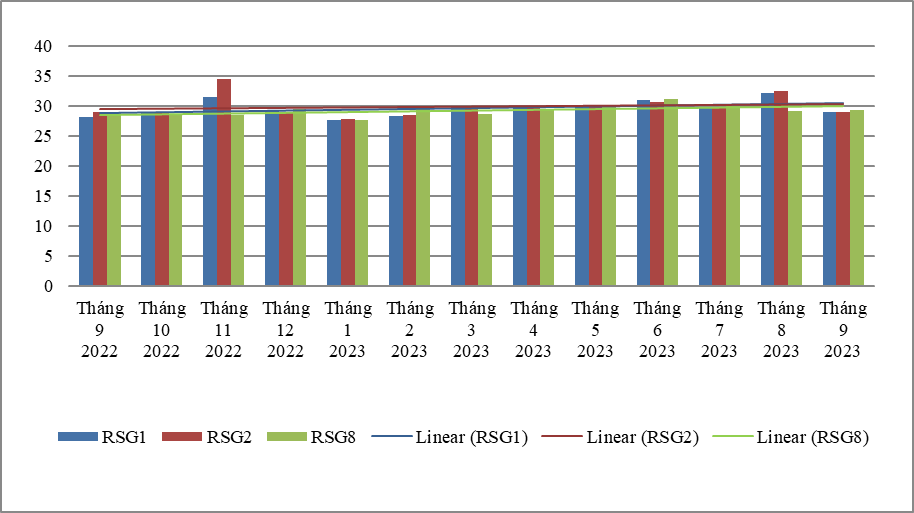 40
35
30
25
20
15
10
5
0
Tháng Tháng Tháng Tháng Tháng Tháng Tháng Tháng Tháng Tháng Tháng Tháng Tháng
9 10 11 12 1 2 3 4 5 6 7 8 9
2022 2022 2022 2022 2023 2023 2023 2023 2023 2023 2023 2023 2023
RSG1 RSG2 RSG8 Linear (RSG1) Linear (RSG2) Linear (RSG8)